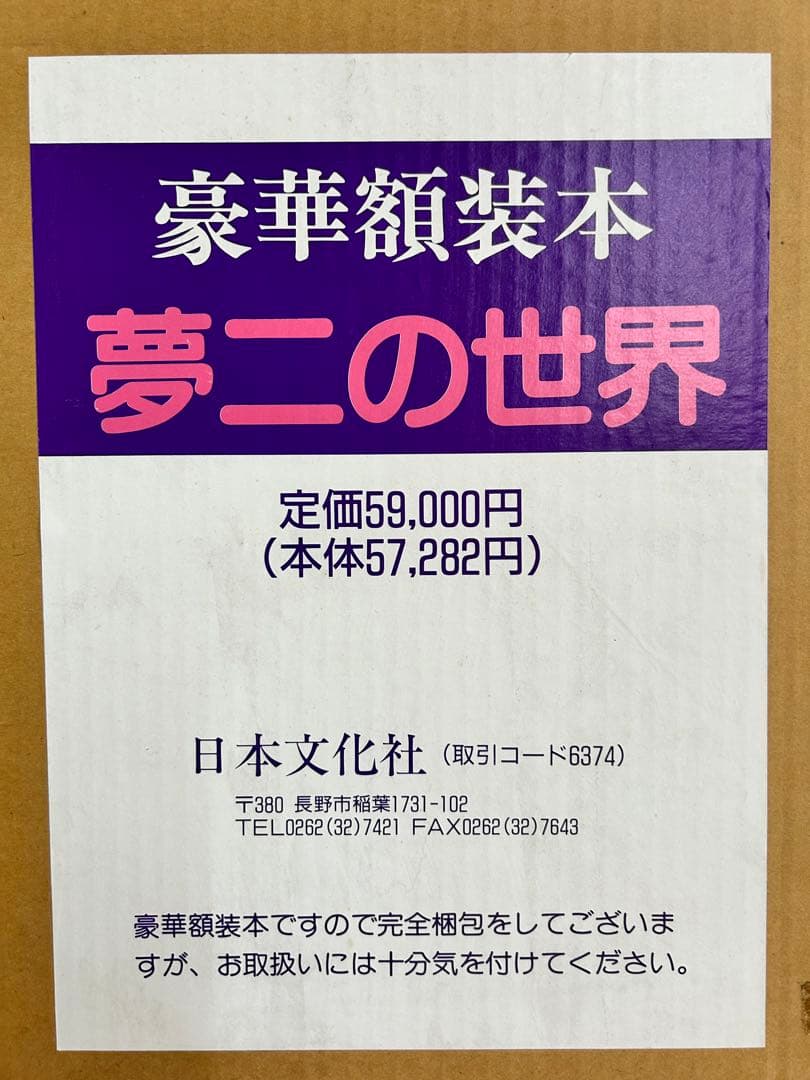 豪華額装本
夢二の世界
定価59,000円
（本体57,282円）
日本文化社（取引コード6374）
〒380 長野市稲葉1731-102
TEL0262(32)7421 FAX0262(32)7643
豪華額装本ですので完全梱包をしてございま
すが、お取扱いには十分気を付けてください。